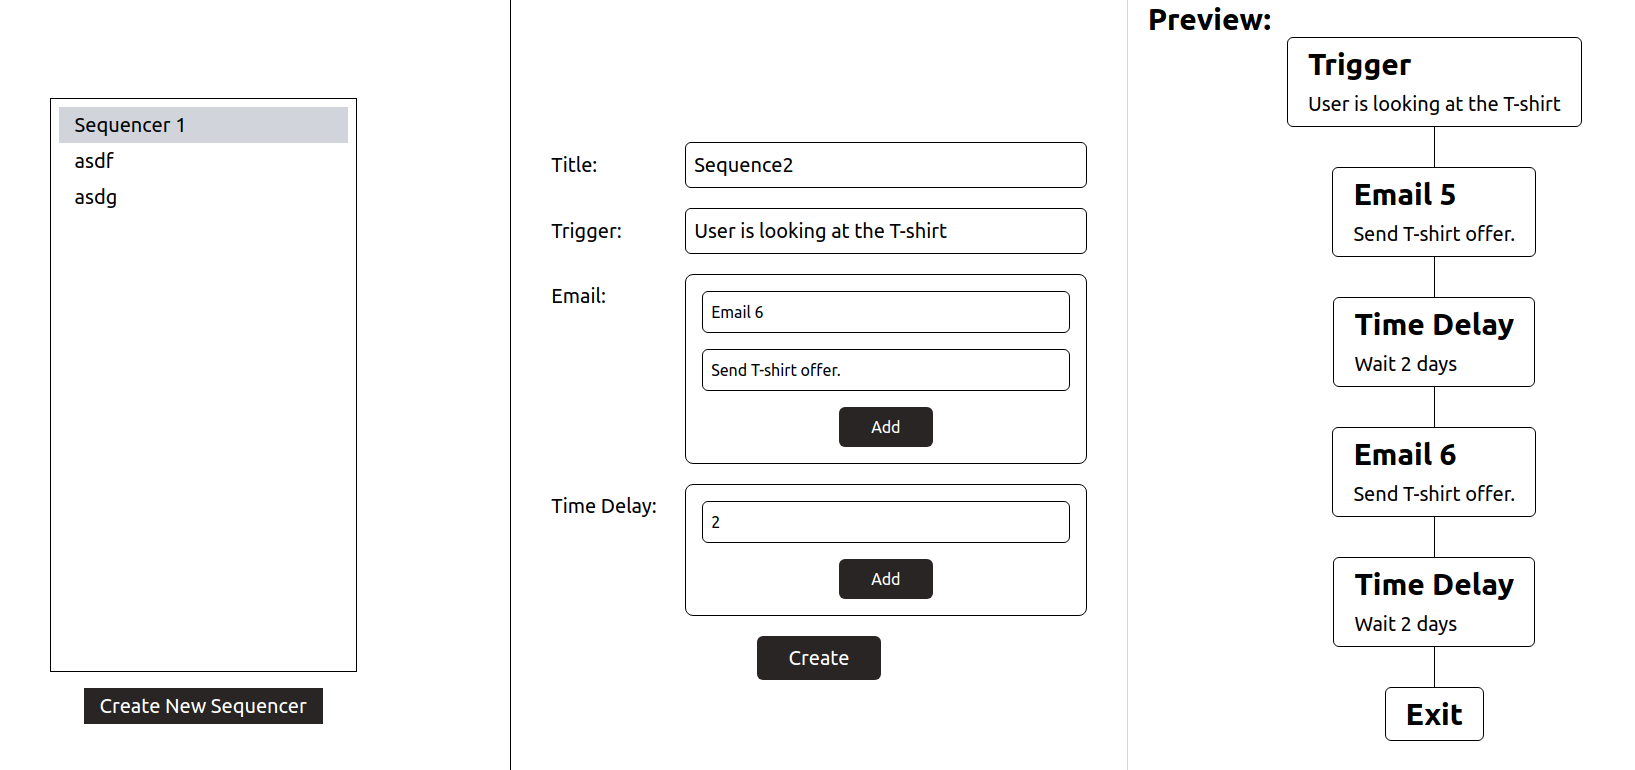 Sequencer 1
asdf
asdg
Create New Sequencer
Title:
Sequence2
Trigger:
User is looking at the T-shirt
Email:
Email 6
Send T-shirt offer.
Add
Time Delay:
2
Add
Create
Preview:
Trigger
User is looking at the T-shirt
Email 5
Send T-shirt offer.
Time Delay
Wait 2 days
Email 6
Send T-shirt offer.
Time Delay
Wait 2 days
Exit